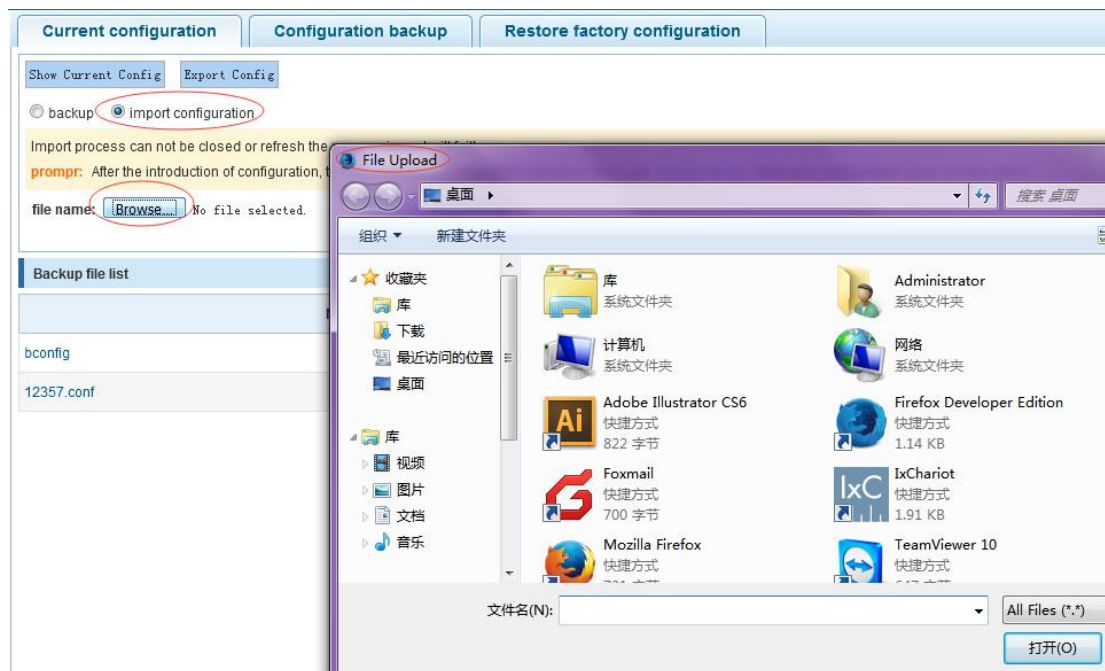 Current configuration
Configuration backup
Restore factory configuration
Show Current Config
Export Config
backup
import configuration
Import process can not be closed or refresh the
prompr: After the introduction of configuration, t
file name:
Browse...
No file selected.
Backup file list
bconfig
12357.conf
File Upload
桌面
搜索 桌面
组织
新建文件夹
收藏夹
库
下载
最近访问的位置
桌面
库
视频
图片
文档
音乐
库
系统文件夹
Administrator
系统文件夹
计算机
系统文件夹
网络
系统文件夹
Ai
Adobe Illustrator CS6
快捷方式
822 字节
Firefox Developer Edition
快捷方式
1.14 KB
Foxmail
快捷方式
700 字节
IxC
IxChariot
快捷方式
1.91 KB
Mozilla Firefox
快捷方式
TeamViewer 10
快捷方式
文件名(N):
All Files (*.*)
打开(O)